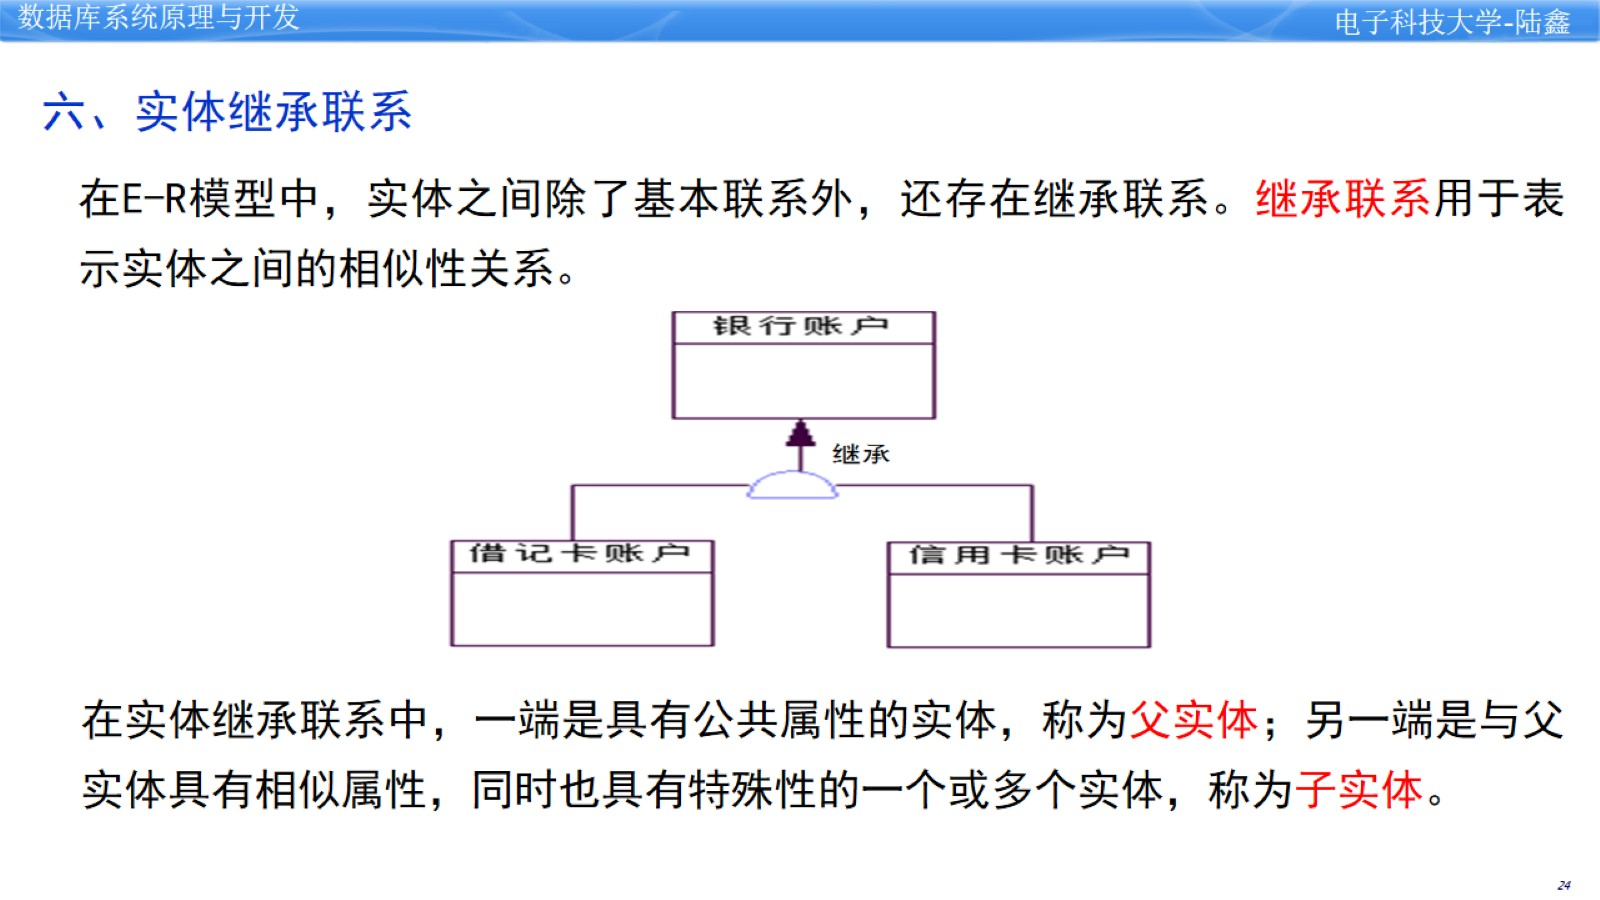 数据库系统原理与开发
电子科技大学-陆鑫
六、实体继承联系
在E-R模型中，实体之间除了基本联系外，还存在继承联系。继承联系用于表
示实体之间的相似性关系。
银行账户
继承
借记卡账户
信用卡账户
在实体继承联系中，一端是具有公共属性的实体，称为父实体；另一端是与父
实体具有相似属性，同时也具有特殊性的一个或多个实体，称为子实体。
24